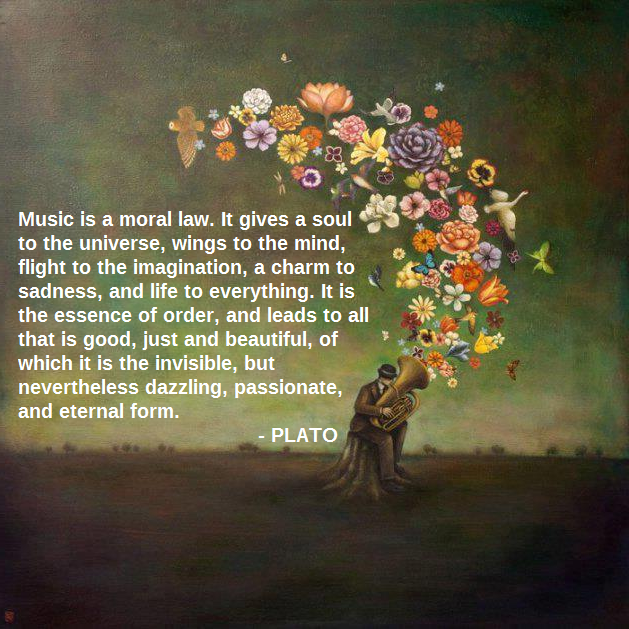 Music is a moral law. It gives a soul
to the universe, wings to the mind,
flight to the imagination, a charm to
sadness, and life to everything. It is
the essence of order, and leads to all
that is good, just and beautiful, of
which it is the invisible, but
nevertheless dazzling, passionate,
and eternal form.
- PLATO